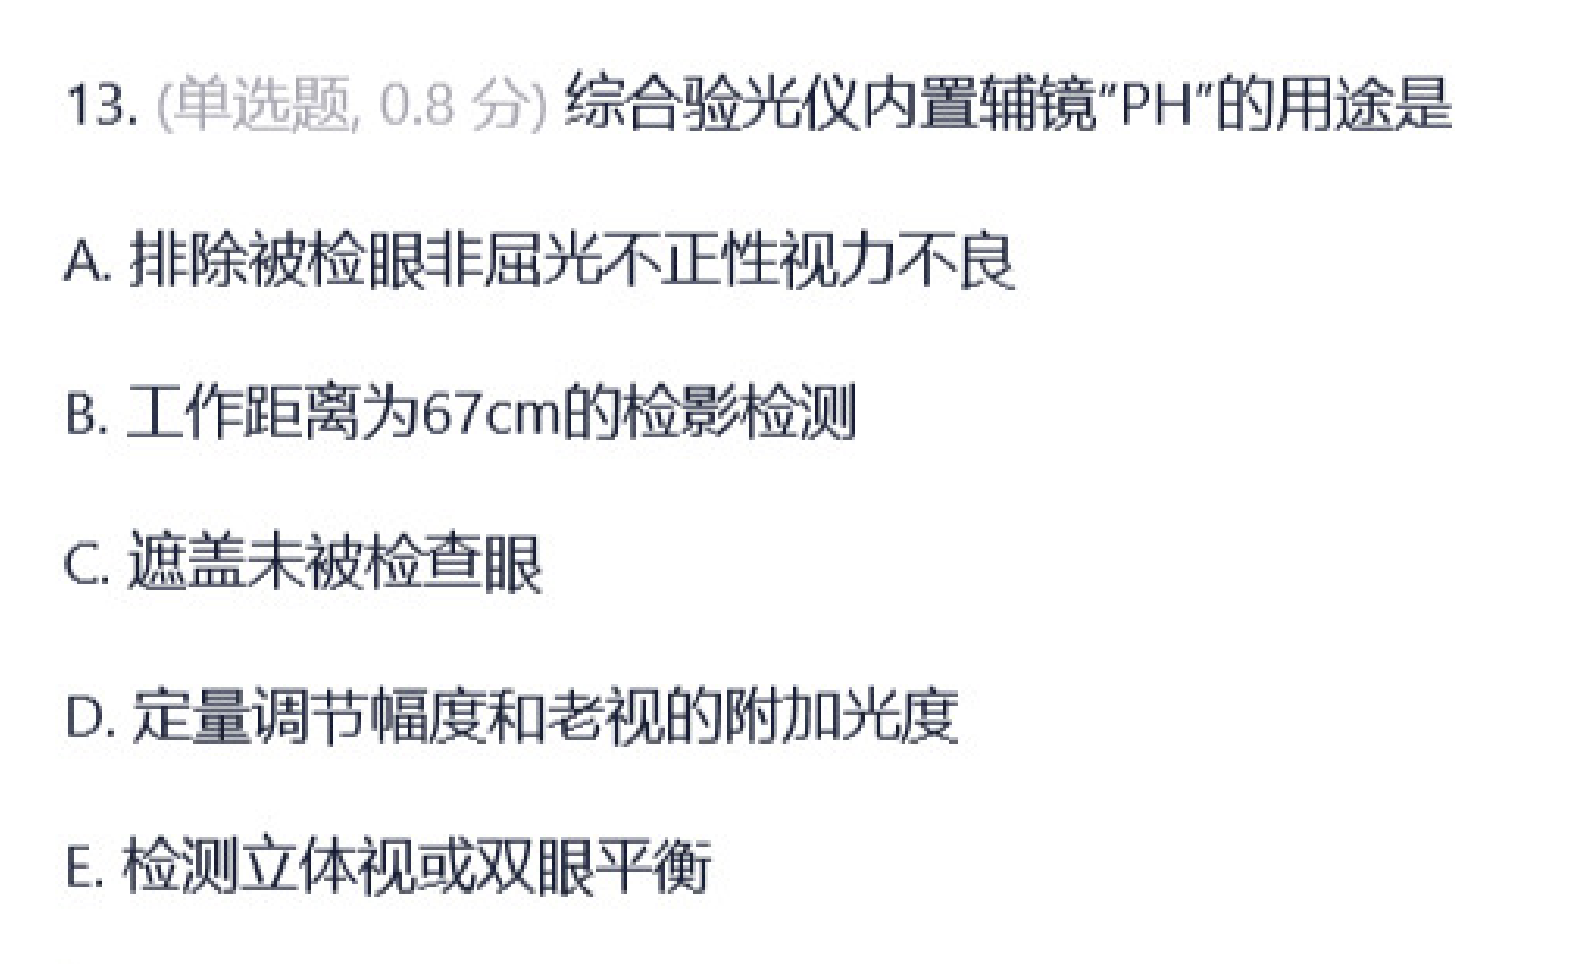 13. (单选题, 0.8 分) 综合验光仪内置辅镜"PH"的用途是
A. 排除被检眼非屈光不正性视力不良
B. 工作距离为67cm的检影检测
C. 遮盖未被检查眼
D. 定量调节幅度和老视的附加光度
E. 检测立体视或双眼平衡